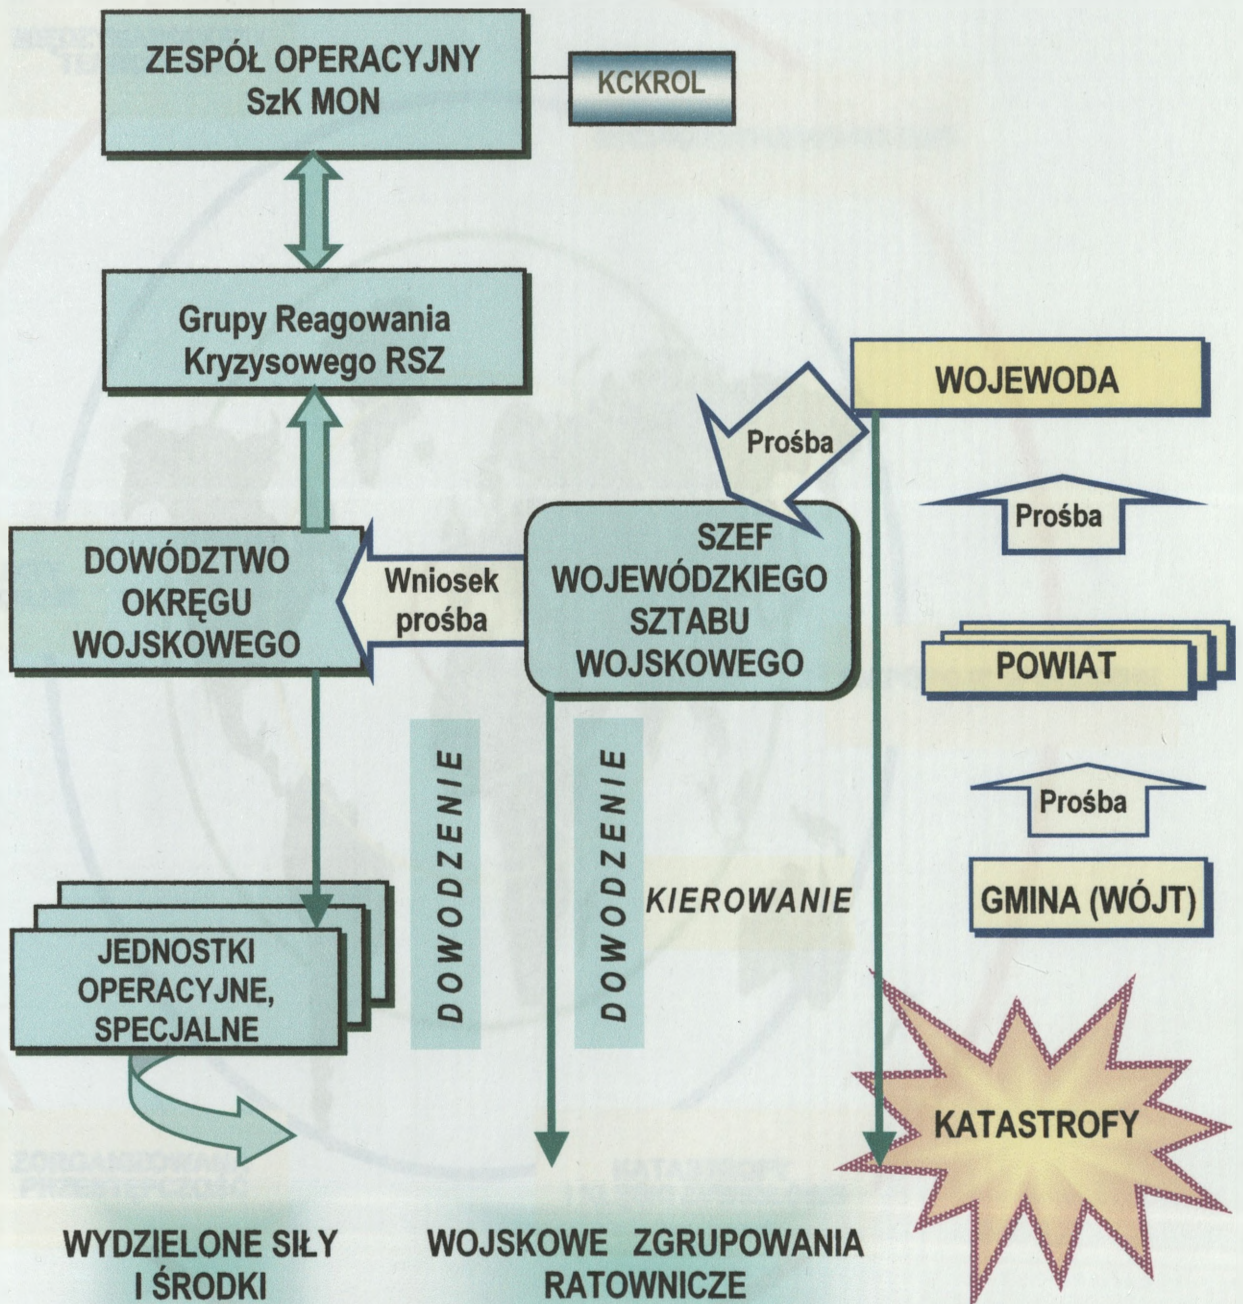 ZESPÓŁ OPERACYJNY
SzK MON
KCKROL
Grupy Reagowania
Kryzysowego RSZ
WOJEWODA
Prośba
Prośba
DOWÓDZTWO
OKRĘGU
WOJSKOWEGO
Wniosek
prośba
SZEF
WOJEWÓDZKIEGO
SZTABU
WOJSKOWEGO
POWIAT
Prośba
GMINA (WÓJT)
DOWODZENIE
DOWODZENIE
KIEROWANIE
JEDNOSTKI
OPERACYJNE,
SPECJALNE
KATASTROFY
WYDZIELONE SIŁY
I ŚRODKI
WOJSKOWE ZGRUPOWANIA
RATOWNICZE